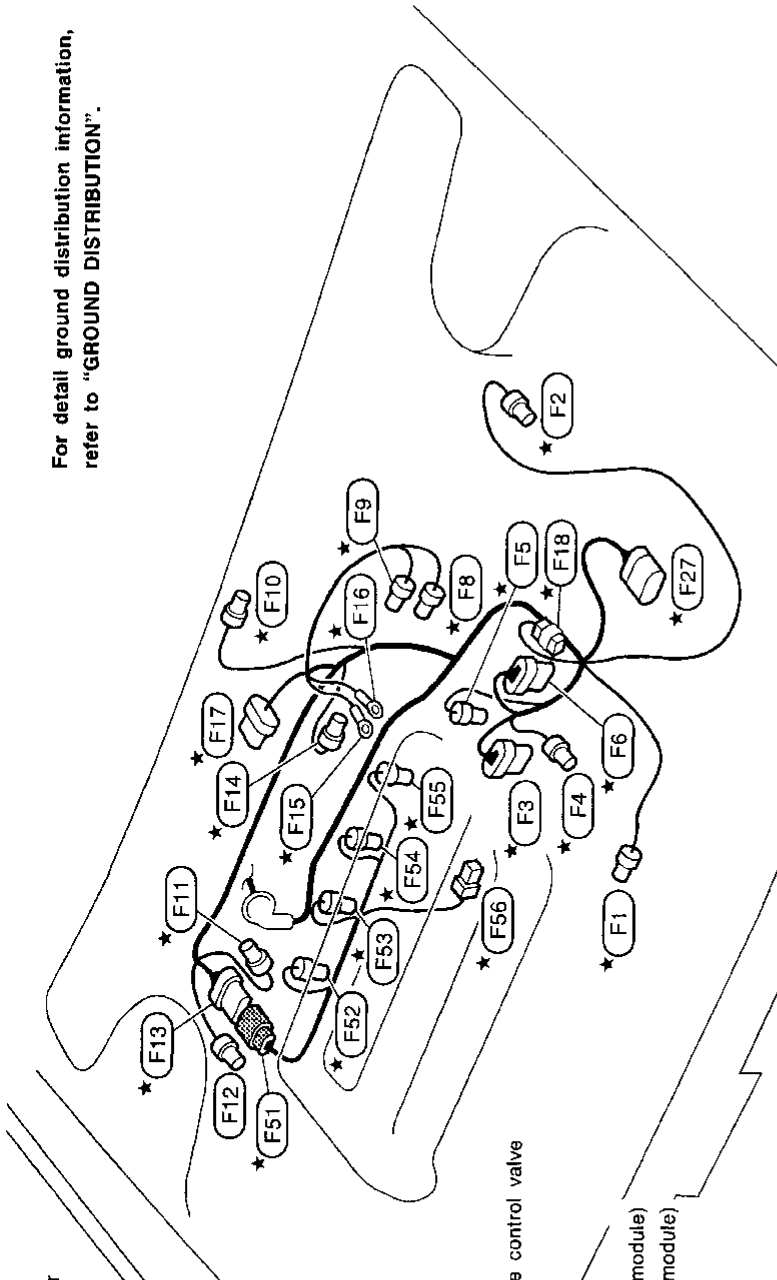 For detail ground distribution information,
refer to "GROUND DISTRIBUTION".
★ F10
★ F9
★ F16
★ F8
★ F5
★ F18
★ F2
★ F27
★ F17
★ F14
★ F15
★ F55
★ F54
★ F53
★ F52
★ F11
★ F13
F12
★ F51
★ F56
★ F3
★ F4
★ F6
★ F1
r
e control valve
module)
module)